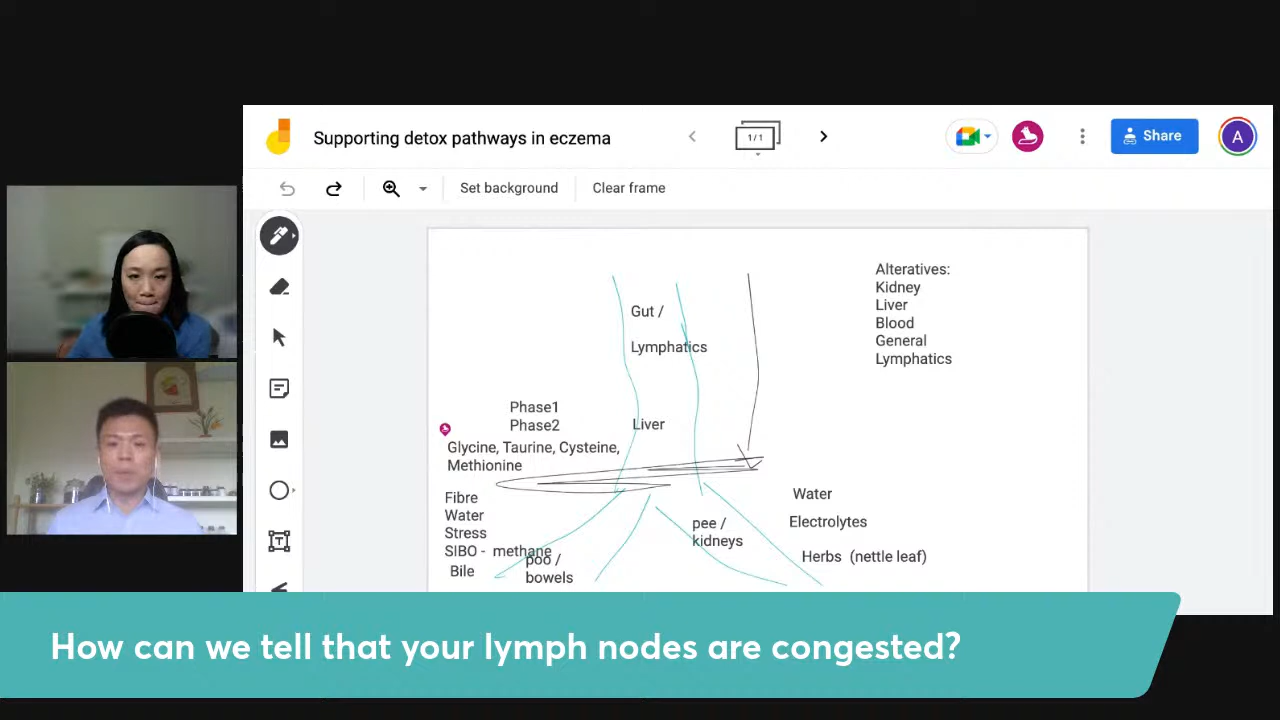 Supporting detox pathways in eczema
1/1
Share
A
Set background
Clear frame
Gut /
Lymphatics
Alteratives:
Kidney
Liver
Blood
General
Lymphatics
Phase1
Phase2
Liver
Glycine, Taurine, Cysteine,
Methionine
Fibre
Water
Stress
SIBO - methane
Bile
poo /
bowels
pee /
kidneys
Water
Electrolytes
Herbs (nettle leaf)
How can we tell that your lymph nodes are congested?